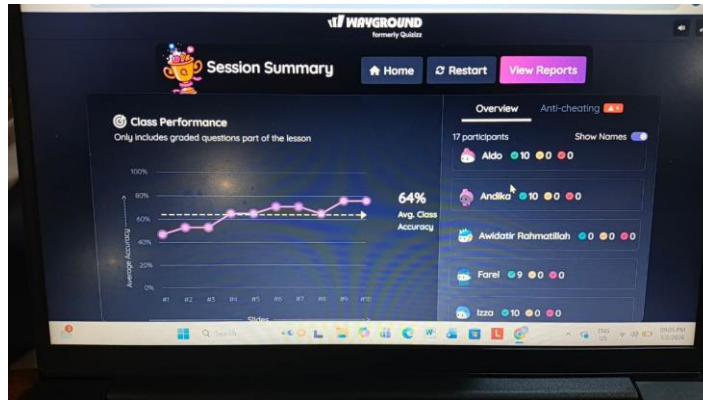 WAYGROUND
formerly Quizizz
Session Summary
Home
Restart
View Reports
Class Performance
Only includes graded questions part of the lesson
100%
80%
60%
40%
20%
0%
Average Accuracy
#1 #2 #3 #4 #5 #6 #7 #8 #9 #10
Slides
64%
Avg. Class
Accuracy
Overview
Anti-cheating
17 participants
Show Names
Aldo 10 0 0
Andika 10 0 0
Awidatir Rahmatillah 0 0 0
Farel 9 0 0
Izza 10 0 0
Search
ENG
US